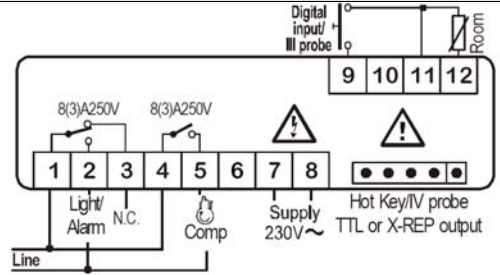 Digital
input/
III probe
Room
9 10 11 12
8(3)A250V 8(3)A250V
1 2 3 4 5 6 7 8
Light/
Alarm
N.C.
Comp
Supply
230V~
Hot Key/IV probe
TTL or X-REP output
Line